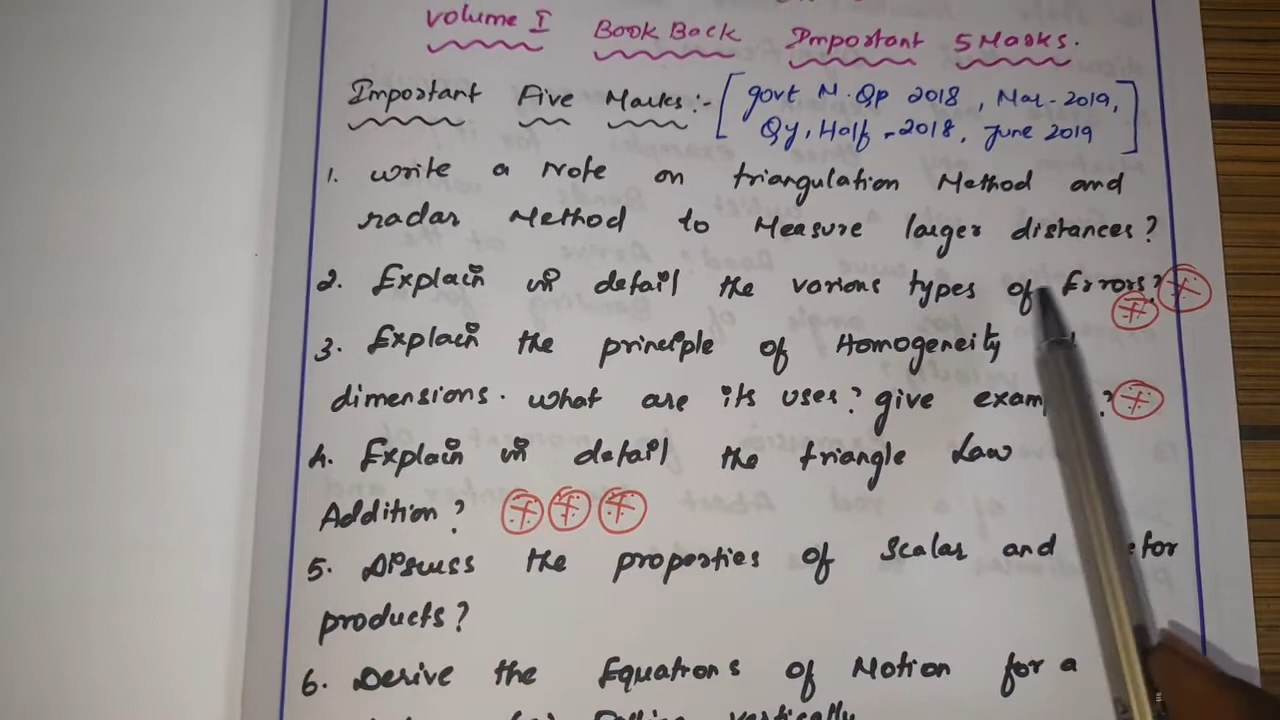 Volume I Book Back Important 5 Marks.
Important Five Marks:- [govt M.QP 2018, Mar-2019,
Qy, Half-2018, June 2019]
1. Write a Note on triangulation Method and
radar Method to Measure larger distances?
2. Explain in detail the various types of Errors?
3. Explain the principle of Homogeneity
dimensions. what are its uses? give exam ?
4. Explain in detail the triangle Law
Addition?
5. Discuss the properties of Scalar and
products?
6. Derive the Equations of Motion for a
falling vertically